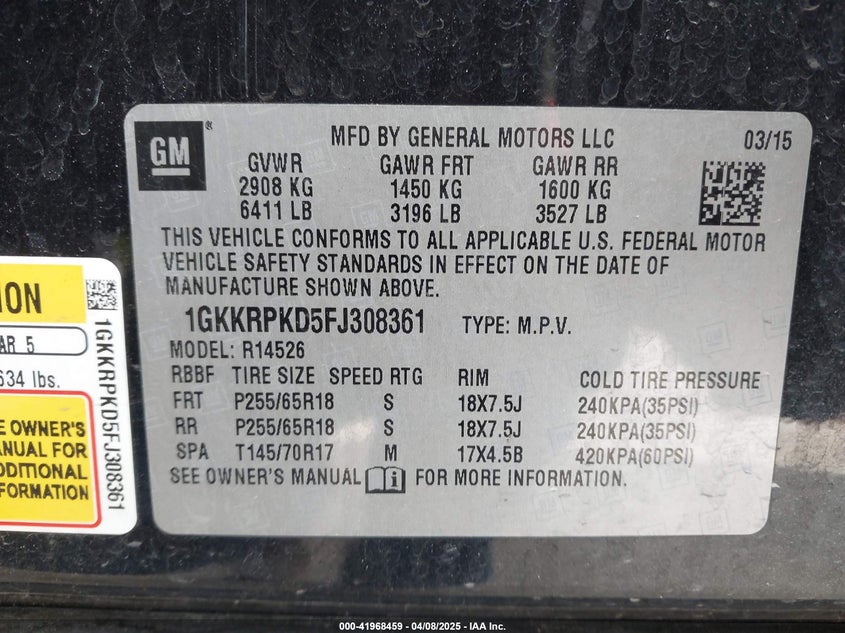 GM®
MFD BY GENERAL MOTORS LLC 03/15
GVWR GAWR FRT GAWR RR
2908 KG 1450 KG 1600 KG
6411 LB 3196 LB 3527 LB
THIS VEHICLE CONFORMS TO ALL APPLICABLE U.S. FEDERAL MOTOR
VEHICLE SAFETY STANDARDS IN EFFECT ON THE DATE OF
MANUFACTURE SHOWN ABOVE.
1GKKRPKD5FJ308361 TYPE: M.P.V.
MODEL: R14526
RBBF TIRE SIZE SPEED RTG RIM COLD TIRE PRESSURE
FRT P255/65R18 S 18X7.5J 240KPA(35PSI)
RR P255/65R18 S 18X7.5J 240KPA(35PSI)
SPA T145/70R17 M 17X4.5B 420KPA(60PSI)
SEE OWNER'S MANUAL FOR MORE INFORMATION.
ION
AR 5
634 lbs.
E OWNER'S
ANUAL FOR
DDITIONAL
FORMATION
1GKKRPKD5FJ308361
000-41968459 - 04/08/2025 - IAA Inc.